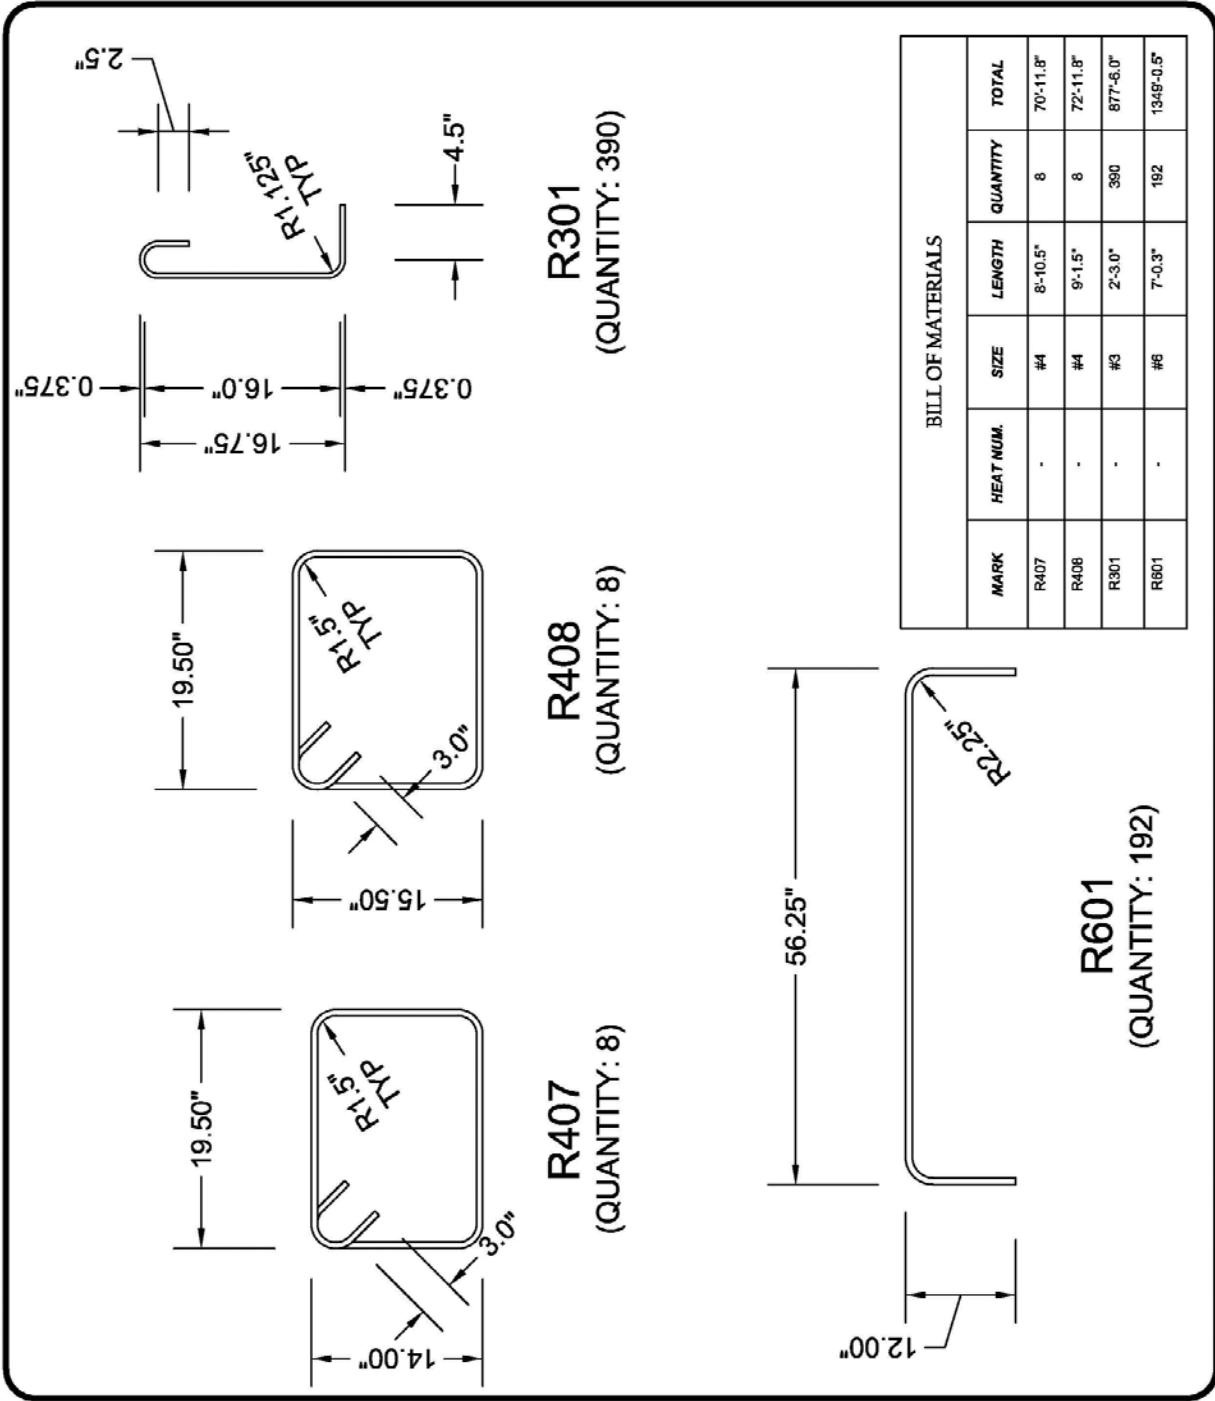 19.50"
R1.5"
TYP
14.00"
3.0"
R407
(QUANTITY: 8)
19.50"
R1.5"
TYP
15.50"
3.0"
R408
(QUANTITY: 8)
2.5"
0.375"
16.0"
16.75"
0.375"
R1.125"
TYP
4.5"
R301
(QUANTITY: 390)
56.25"
R2.25"
12.00"
R601
(QUANTITY: 192)
BILL OF MATERIALS
MARK HEAT NUM. SIZE LENGTH QUANTITY TOTAL
R407 - #4 8'-10.5" 8 70'-11.8"
R408 - #4 9'-1.5" 8 72'-11.8"
R301 - #3 2'-3.0" 390 877'-6.0"
R601 - #6 7'-0.3" 192 1349'-0.5"